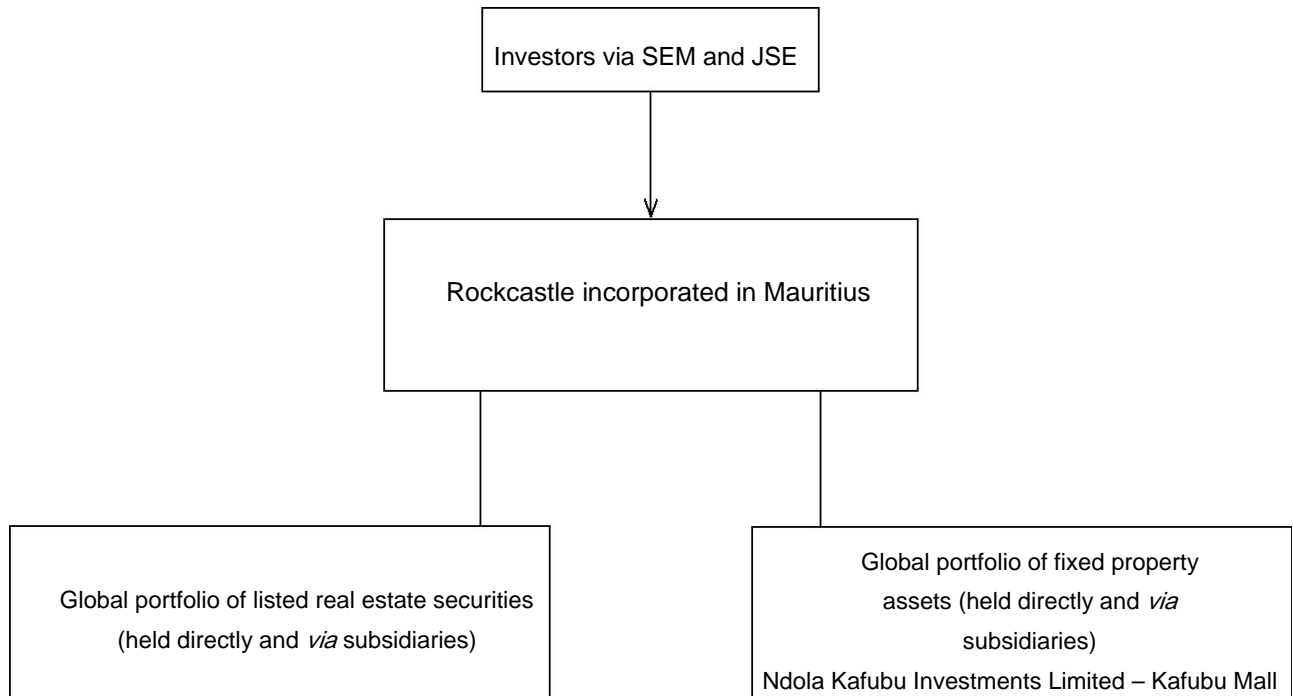 Investors via SEM and JSE
Rockcastle incorporated in Mauritius
Global portfolio of listed real estate securities
(held directly and via subsidiaries)
Global portfolio of fixed property
assets (held directly and via
subsidiaries)
Ndola Kafubu Investments Limited – Kafubu Mall